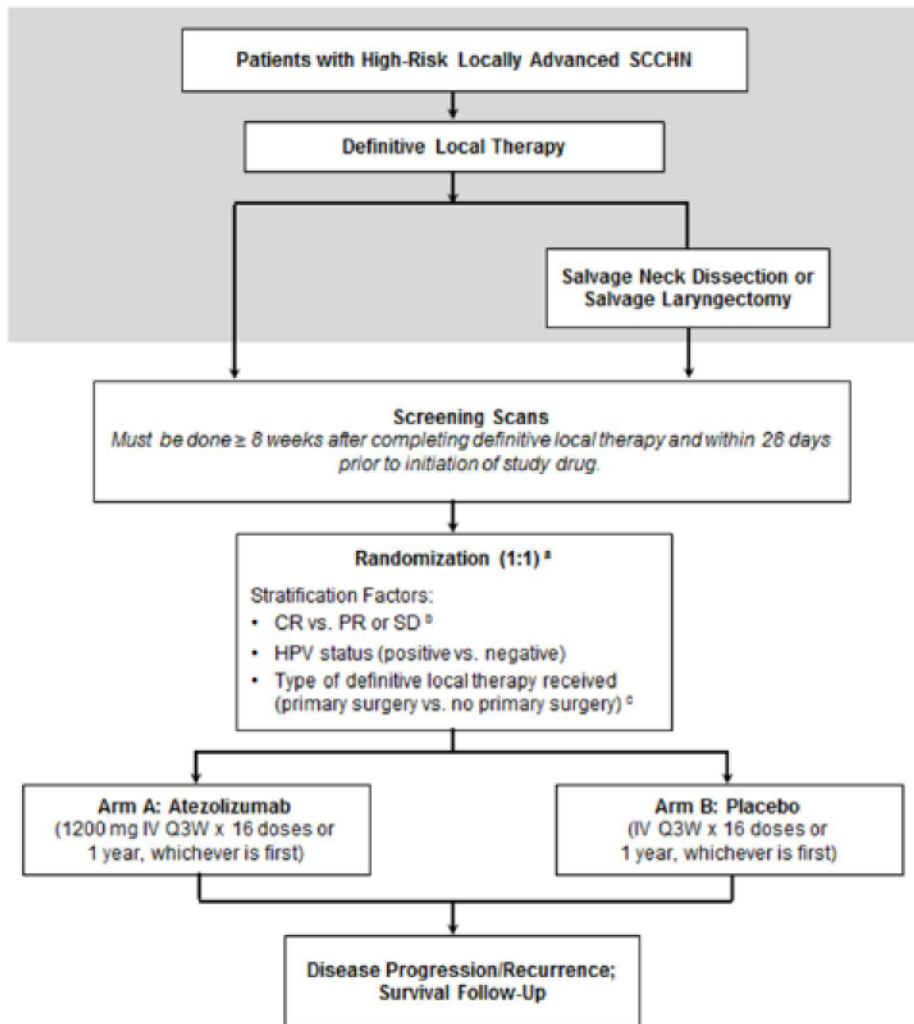 Patients with High-Risk Locally Advanced SCCHN
Definitive Local Therapy
Salvage Neck Dissection or
Salvage Laryngectomy
Screening Scans
Must be done ≥ 8 weeks after completing definitive local therapy and within 28 days
prior to initiation of study drug.
Randomization (1:1) a
Stratification Factors:
• CR vs. PR or SD b
• HPV status (positive vs. negative)
• Type of definitive local therapy received
(primary surgery vs. no primary surgery) c
Arm A: Atezolizumab
(1200 mg IV Q3W x 16 doses or
1 year, whichever is first)
Arm B: Placebo
(IV Q3W x 16 doses or
1 year, whichever is first)
Disease Progression/Recurrence;
Survival Follow-Up